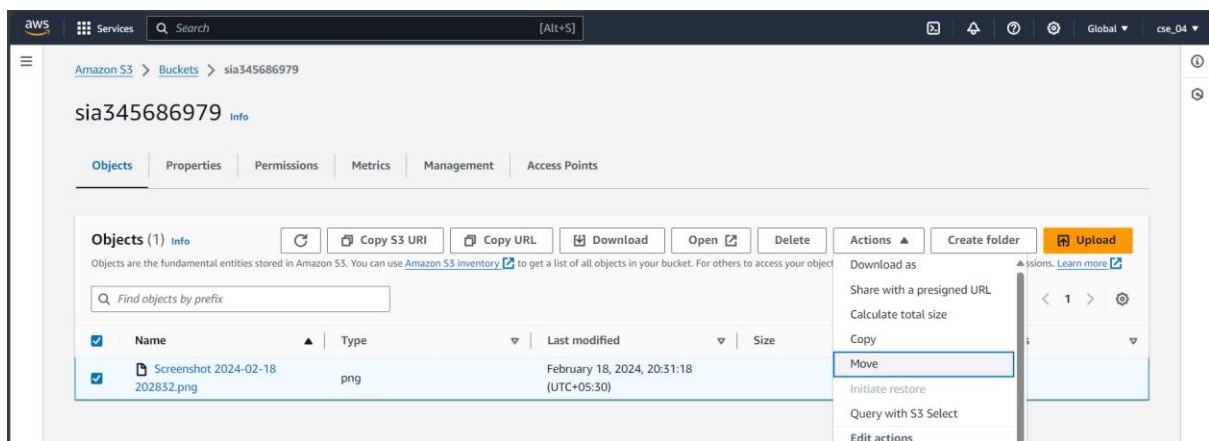 aws Services Search [Alt+S] Global cse_04
Amazon S3 > Buckets > sia345686979
sia345686979 Info
Objects Properties Permissions Metrics Management Access Points
Objects (1) Info Copy S3 URI Copy URL Download Open Delete Actions Create folder Upload
Objects are the fundamental entities stored in Amazon S3. You can use Amazon S3 inventory to get a list of all objects in your bucket. For others to access your object ssions. Learn more
Download as
Share with a presigned URL
Find objects by prefix 1
Calculate total size
Copy
Name Type Last modified Size
Move
Screenshot 2024-02-18
202832.png
png
February 18, 2024, 20:31:18
(UTC+05:30)
Initiate restore
Query with S3 Select
Edit actions